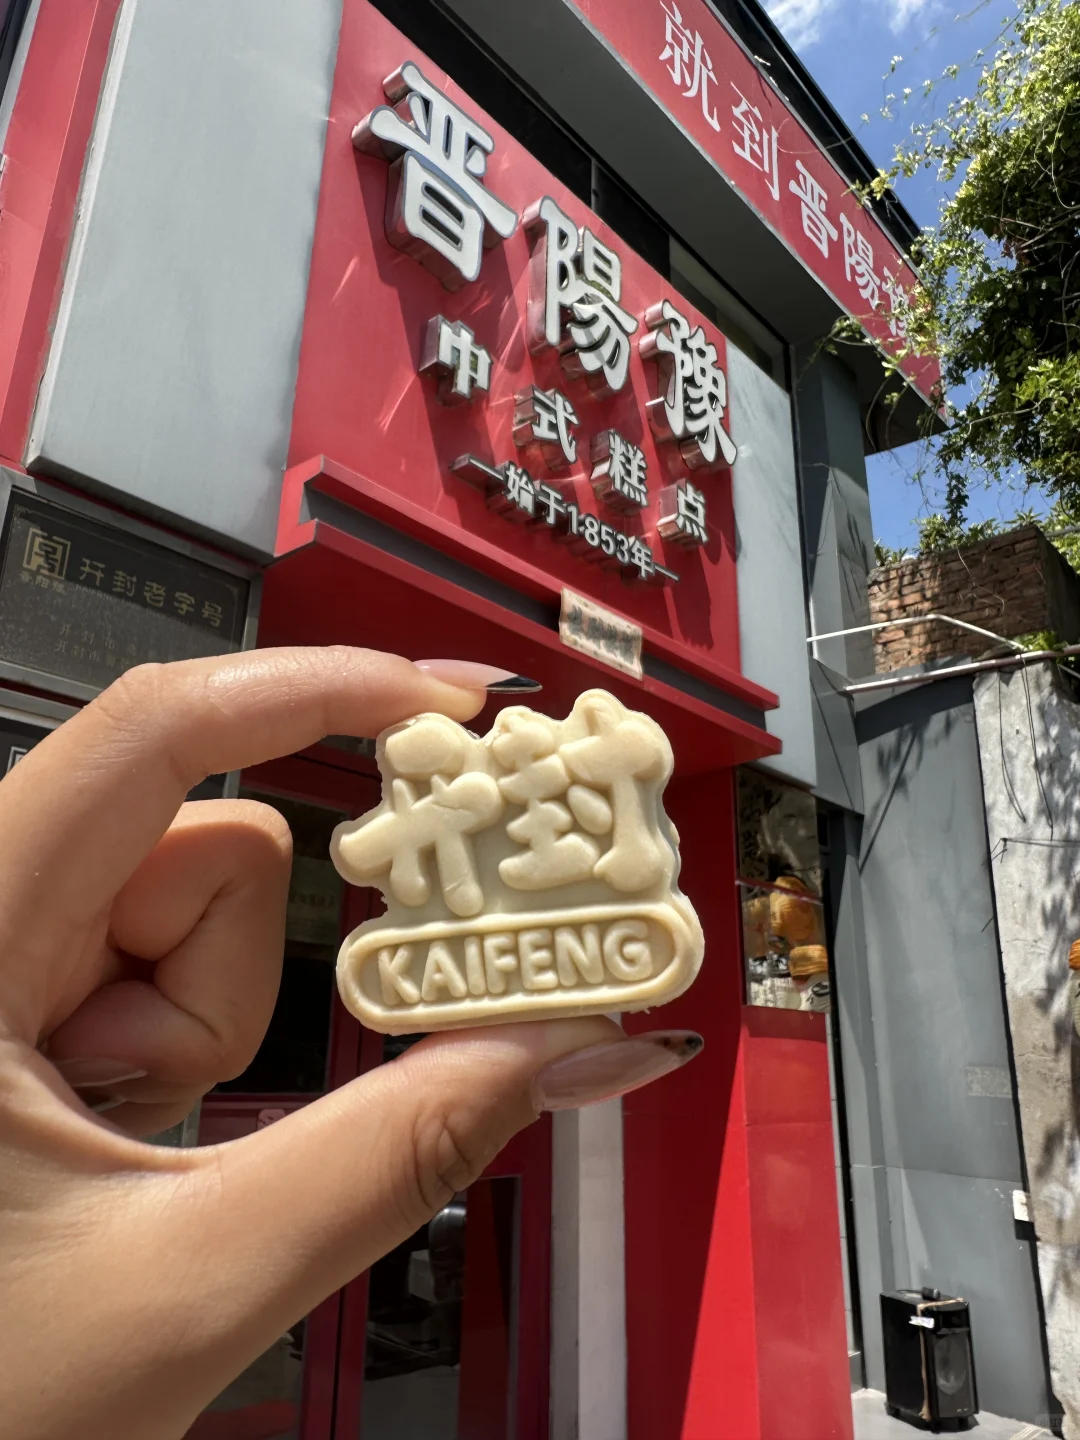 就到晋陽豫
晋陽豫
中式糕点
—始于1853年—
开封老字号
开封
KAIFENG